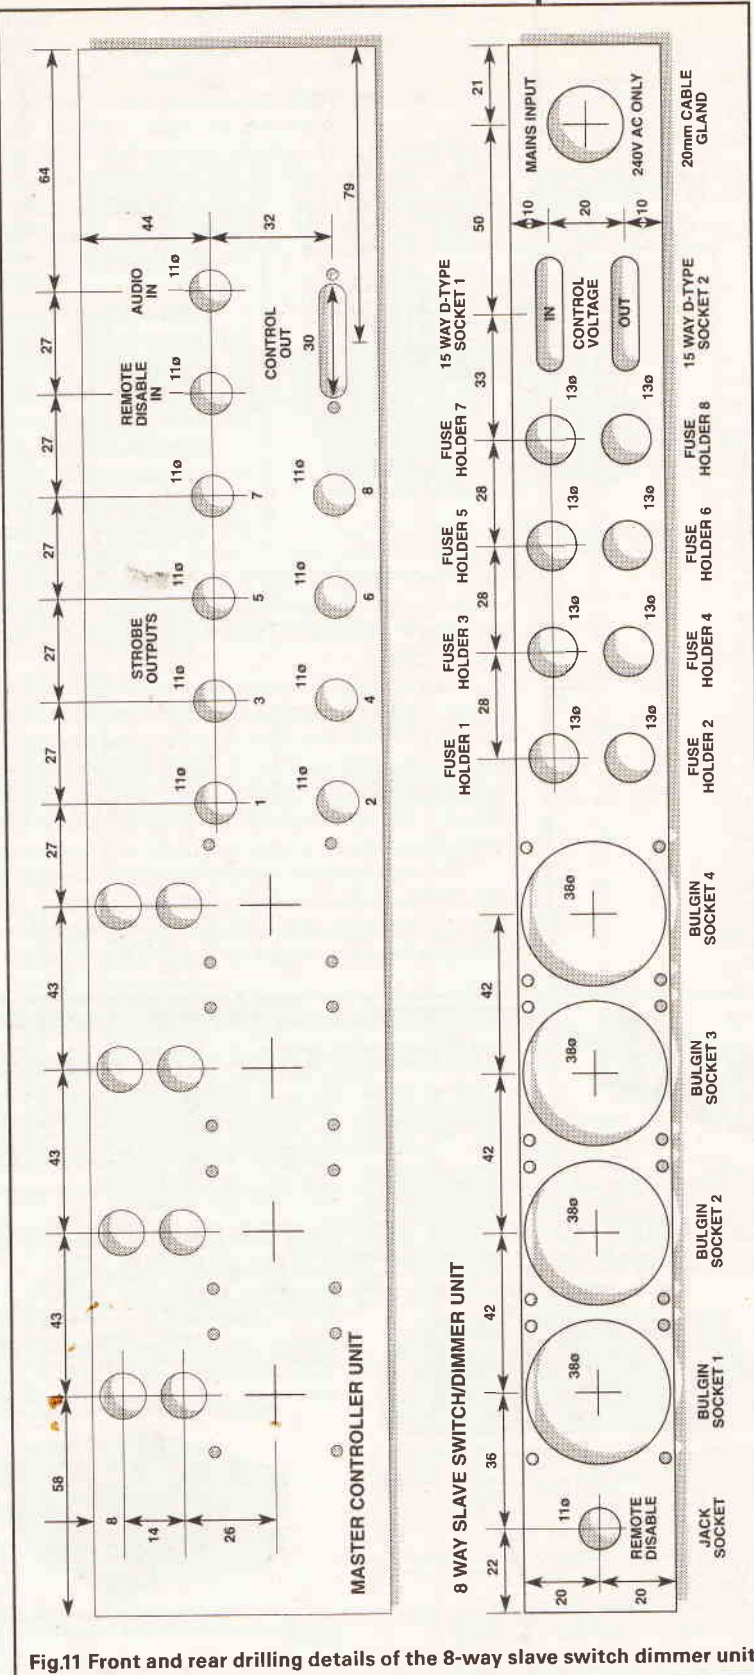 MASTER CONTROLLER UNIT
58
43
43
43
27
27
27
27
27
27
64
8
14
26
44
32
79
STROBE
OUTPUTS
REMOTE
DISABLE
IN
AUDIO
IN
11ø
11ø
11ø
11ø
11ø
11ø
1
3
5
7
11ø
11ø
11ø
11ø
2
4
6
8
CONTROL
OUT
30
8 WAY SLAVE SWITCH/DIMMER UNIT
22
36
42
42
42
28
28
28
33
50
21
FUSE
HOLDER 1
FUSE
HOLDER 3
FUSE
HOLDER 5
FUSE
HOLDER 7
15 WAY D-TYPE
SOCKET 1
20
20
11ø
REMOTE
DISABLE
38ø
38ø
38ø
38ø
13ø
13ø
13ø
13ø
13ø
13ø
13ø
13ø
IN
CONTROL
VOLTAGE
OUT
10
20
10
MAINS INPUT
240V AC ONLY
JACK
SOCKET
BULGIN
SOCKET 1
BULGIN
SOCKET 2
BULGIN
SOCKET 3
BULGIN
SOCKET 4
FUSE
HOLDER 2
FUSE
HOLDER 4
FUSE
HOLDER 6
FUSE
HOLDER 8
15 WAY D-TYPE
SOCKET 2
20mm CABLE
GLAND
Fig.11 Front and rear drilling details of the 8-way slave switch dimmer unit